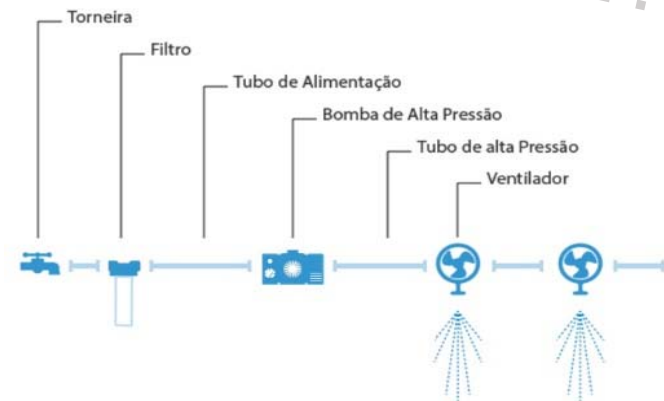 Torneira
Filtro
Tubo de Alimentação
Bomba de Alta Pressão
Tubo de alta Pressão
Ventilador